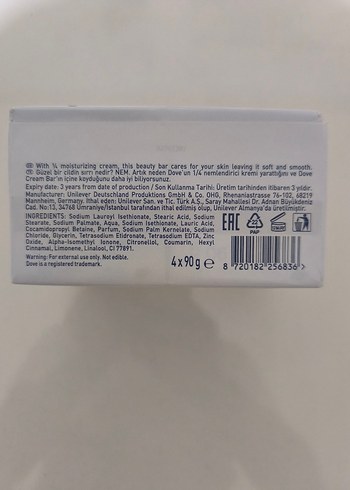 With ¼ moisturizing cream, this beauty bar cares for your skin leaving it soft and smooth.
Güzel bir cildin sırrı nedir? NEM. Artık neden Dove'un 1/4 nemlendirici kremi yarattığını ve Dove
Cream Bar'ın içine koyduğunu daha iyi biliyorsunuz.
Expiry date: 3 years from date of production / Son Kullanma Tarihi: Üretim tarihinden itibaren 3 yıldır.
Manufacturer: Unilever Deutschland Produktions GmbH & Co. OHG, Rhenaniastrasse 76-102, 68219
Mannheim, Germany. İthal eden: Unilever San. ve Tic. Türk A.Ş., Saray Mahallesi Dr. Adnan Büyükdeniz
Cad. No:13, 34768 Ümraniye/İstanbul tarafından ithal edilmiş olup, Unilever Almanya'da üretilmiştir.
INGREDIENTS: Sodium Lauroyl Isethionate, Stearic Acid, Sodium
Stearate, Sodium Palmate, Aqua, Sodium Isethionate, Lauric Acid,
Cocamidopropyl Betaine, Parfum, Sodium Palm Kernelate, Sodium
Chloride, Glycerin, Tetrasodium Etidronate, Tetrasodium EDTA, Zinc
Oxide, Alpha-Isomethyl Ionone, Citronellol, Coumarin, Hexyl
Cinnamal, Limonene, Linalool, CI 77891.
Warning: For external use only. Not edible.
Dove is a registered trademark.
4x90g e
EAC
PAP
8 720182 256836 >